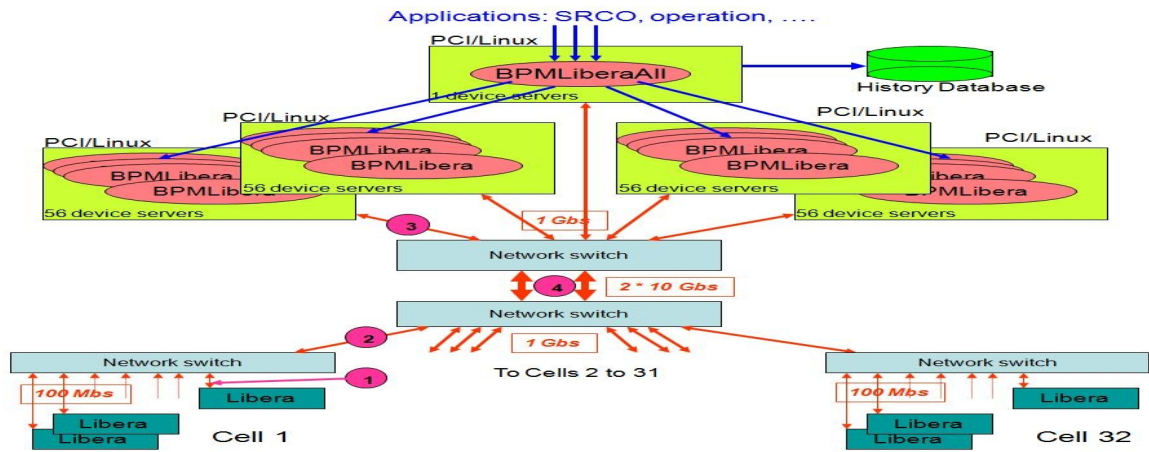 Applications: SRCO, operation, ....
PCI/Linux
BPMLiberaAll
1 device servers
History Database
PCI/Linux
BPMLibera
BPMLibera
56 device servers
PCI/Linux
BPMLibera
BPMLibera
56 device servers
PCI/Linux
BPMLibera
BPMLibera
56 device servers
PCI/Linux
Libera
BPMLibera
56 device servers
3
1 Gbs
Network switch
4
2 * 10 Gbs
Network switch
2
1 Gbs
To Cells 2 to 31
Network switch
1
100 Mbs
Libera
Libera
Libera
Cell 1
Network switch
100 Mbs
Libera
Libera
Libera
Cell 32